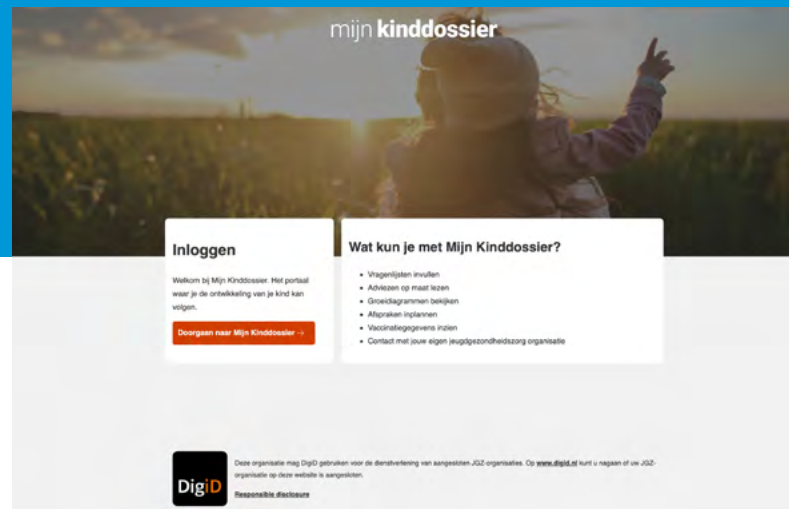 mijn kinddossier
Inloggen
Welkom bij Mijn Kinddossier. Het portaal
waar je de ontwikkeling van je kind kan
volgen.
Doorgaan naar Mijn Kinddossier →
Wat kun je met Mijn Kinddossier?
• Vragenlijsten invullen
• Adviezen op maat lezen
• Groeidiagrammen bekijken
• Afspraken inplannen
• Vaccinatiegegevens inzien
• Contact met jouw eigen jeugdgezondheidszorg organisatie
DigiD
Deze organisatie mag DigiD gebruiken voor de dienstverlening van aangesloten JGZ-organisaties. Op www.digid.nl kunt u nagaan of uw JGZ-
organisatie op deze website is aangesloten.
Responsible disclosure